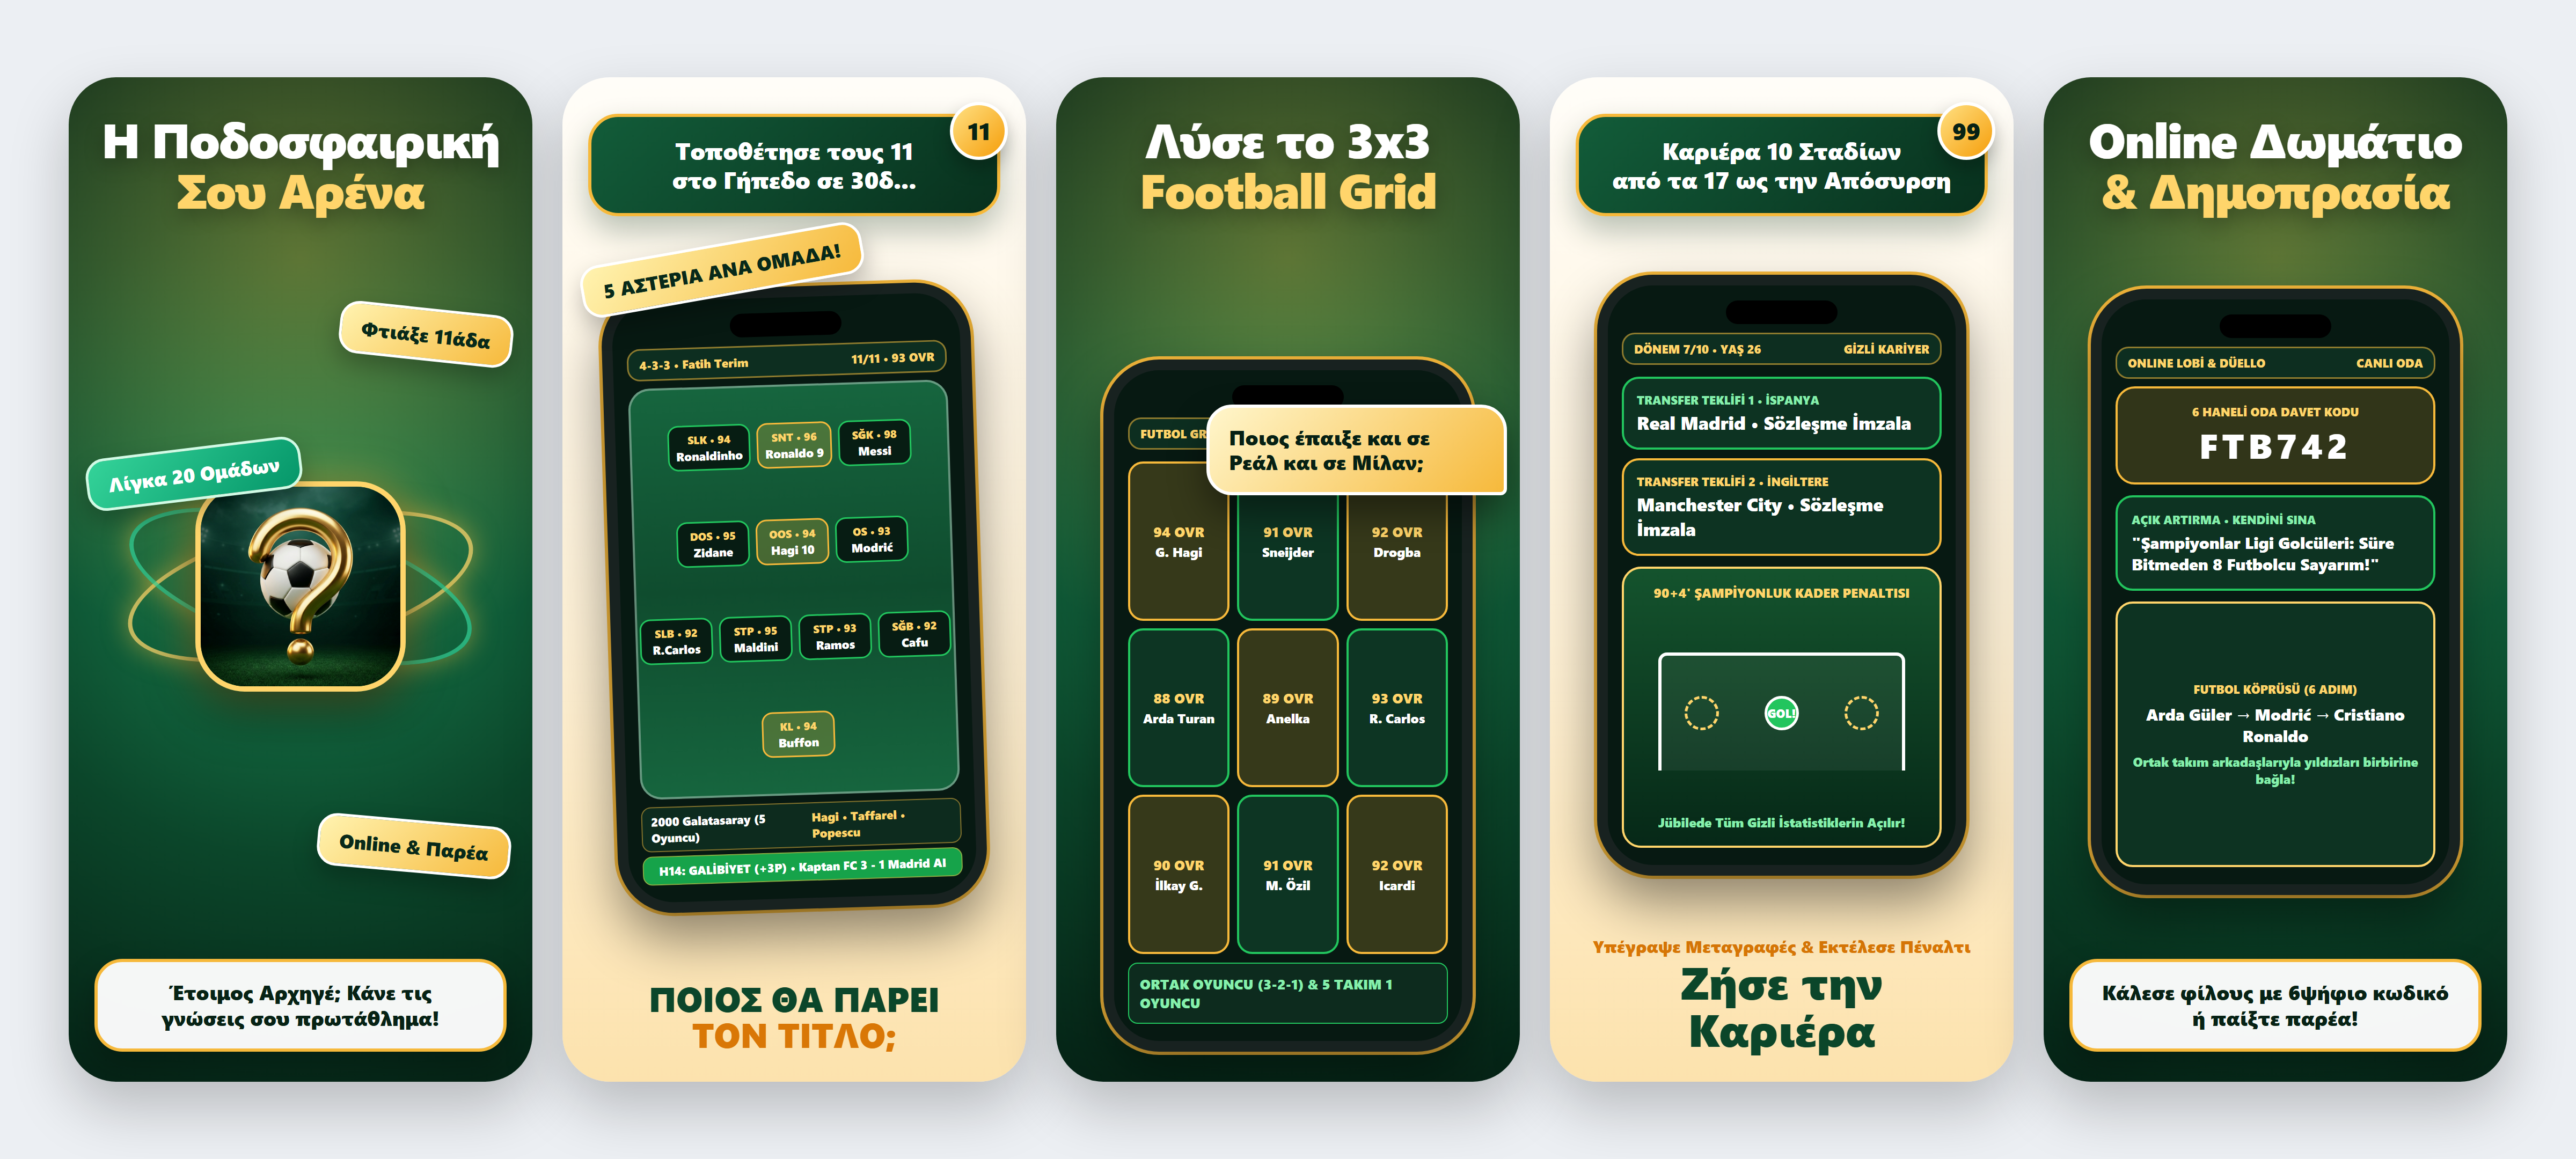 Η Ποδοσφαιρική
Σου Αρένα
Φτιάξε 11άδα
Λίγκα 20 Ομάδων
Online & Παρέα
Έτοιμος Αρχηγέ; Κάνε τις
γνώσεις σου πρωτάθλημα!
11
Τοποθέτησε τους 11
στο Γήπεδο σε 30δ...
5 ΑΣΤΕΡΙΑ ΑΝΑ ΟΜΑΔΑ!
4-3-3 • Fatih Terim
11/11 • 93 OVR
SLK • 94
Ronaldinho
SNT • 96
Ronaldo 9
SĞK • 98
Messi
DOS • 95
Zidane
OOS • 94
Hagi 10
OS • 93
Modrić
SLB • 92
R.Carlos
STP • 95
Maldini
STP • 93
Ramos
SĞB • 92
Cafu
KL • 94
Buffon
2000 Galatasaray (5
Oyuncu)
Hagi • Taffarel •
Popescu
H14: GALİBİYET (+3P) • Kaptan FC 3 - 1 Madrid AI
ΠΟΙΟΣ ΘΑ ΠΑΡΕΙ
ΤΟΝ ΤΙΤΛΟ;
Λύσε το 3x3
Football Grid
FUTBOL GR
Ποιος έπαιξε και σε
Ρεάλ και σε Μίλαν;
94 OVR
G. Hagi
91 OVR
Sneijder
92 OVR
Drogba
88 OVR
Arda Turan
89 OVR
Anelka
93 OVR
R. Carlos
90 OVR
İlkay G.
91 OVR
M. Özil
92 OVR
Icardi
ORTAK OYUNCU (3-2-1) & 5 TAKIM 1
OYUNCU
99
Καριέρα 10 Σταδίων
από τα 17 ως την Απόσυρση
DÖNEM 7/10 • YAŞ 26
GİZLİ KARİYER
TRANSFER TEKLİFİ 1 • İSPANYA
Real Madrid • Sözleşme İmzala
TRANSFER TEKLİFİ 2 • İNGİLTERE
Manchester City • Sözleşme
İmzala
90+4' ŞAMPİYONLUK KADER PENALTISI
GOL!
Jübilede Tüm Gizli İstatistiklerin Açılır!
Υπέγραψε Μεταγραφές & Εκτέλεσε Πέναλτι
Ζήσε την
Καριέρα
Online Δωμάτιο
& Δημοπρασία
ONLINE LOBİ & DÜELLO
CANLI ODA
6 HANELİ ODA DAVET KODU
FTB742
AÇIK ARTIRMA • KENDİNİ SINA
"Şampiyonlar Ligi Golcüleri: Süre
Bitmeden 8 Futbolcu Sayarım!"
FUTBOL KÖPRÜSÜ (6 ADIM)
Arda Güler → Modrić → Cristiano
Ronaldo
Ortak takım arkadaşlarıyla yıldızları birbirine
bağla!
Κάλεσε φίλους με 6ψήφιο κωδικό
ή παίξτε παρέα!